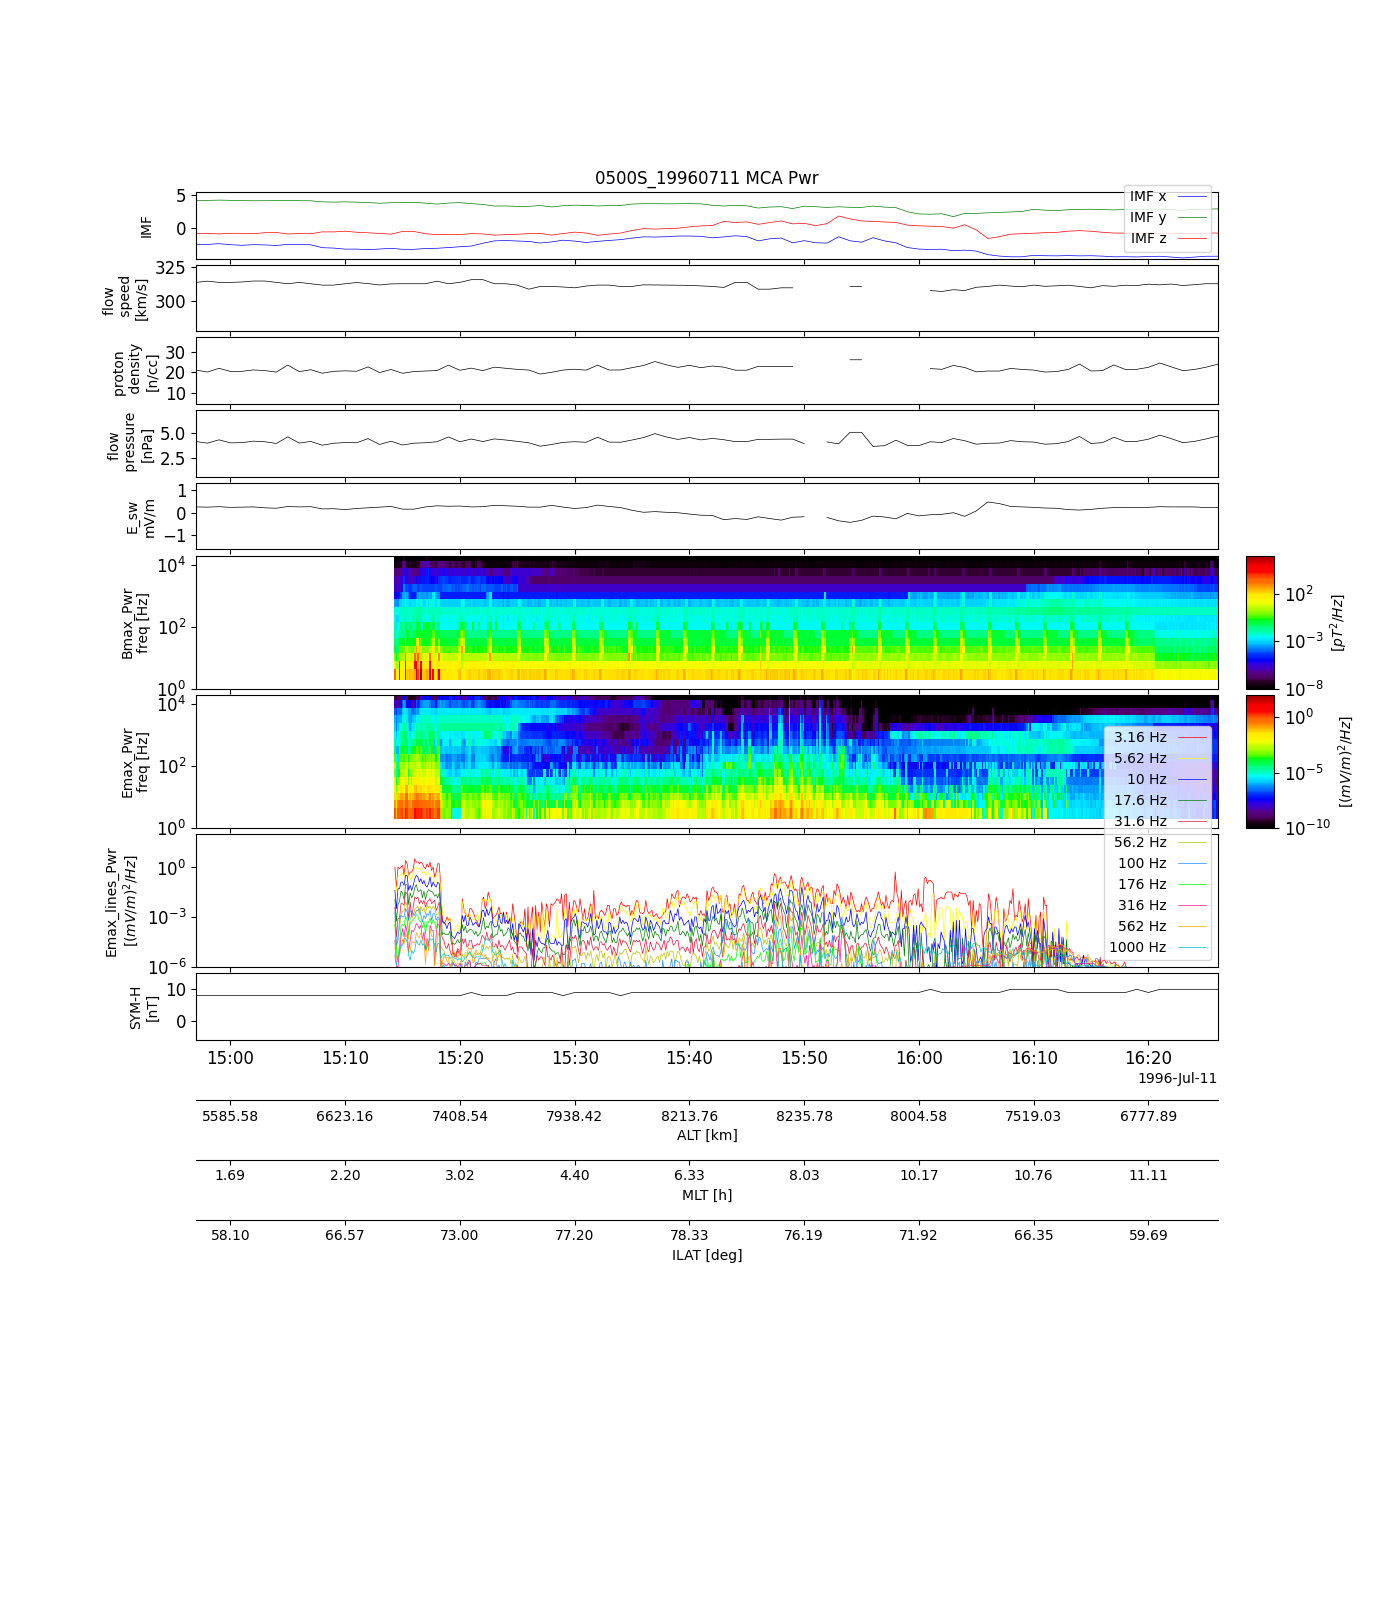 0500S_19960711 MCA Pwr
5
0
IMF
IMF x
IMF y
IMF z
325
300
flow
speed
[km/s]
30
20
10
proton
density
[n/cc]
5.0
2.5
flow
pressure
[nPa]
1
0
−1
E_sw
mV/m
10^4
10^2
10^0
Bmax_Pwr
freq [Hz]
10^2
10^−3
10^−8
[pT^2/Hz]
10^4
10^2
10^0
Emax_Pwr
freq [Hz]
10^0
10^−5
10^−10
[(mV/m)^2/Hz]
3.16 Hz
5.62 Hz
10 Hz
17.6 Hz
31.6 Hz
56.2 Hz
100 Hz
176 Hz
316 Hz
562 Hz
1000 Hz
10^0
10^−3
10^−6
Emax_lines_Pwr
[(mV/m)^2/Hz]
10
0
SYM-H
[nT]
15:00 15:10 15:20 15:30 15:40 15:50 16:00 16:10 16:20
1996-Jul-11
5585.58 6623.16 7408.54 7938.42 8213.76 8235.78 8004.58 7519.03 6777.89
ALT [km]
1.69 2.20 3.02 4.40 6.33 8.03 10.17 10.76 11.11
MLT [h]
58.10 66.57 73.00 77.20 78.33 76.19 71.92 66.35 59.69
ILAT [deg]